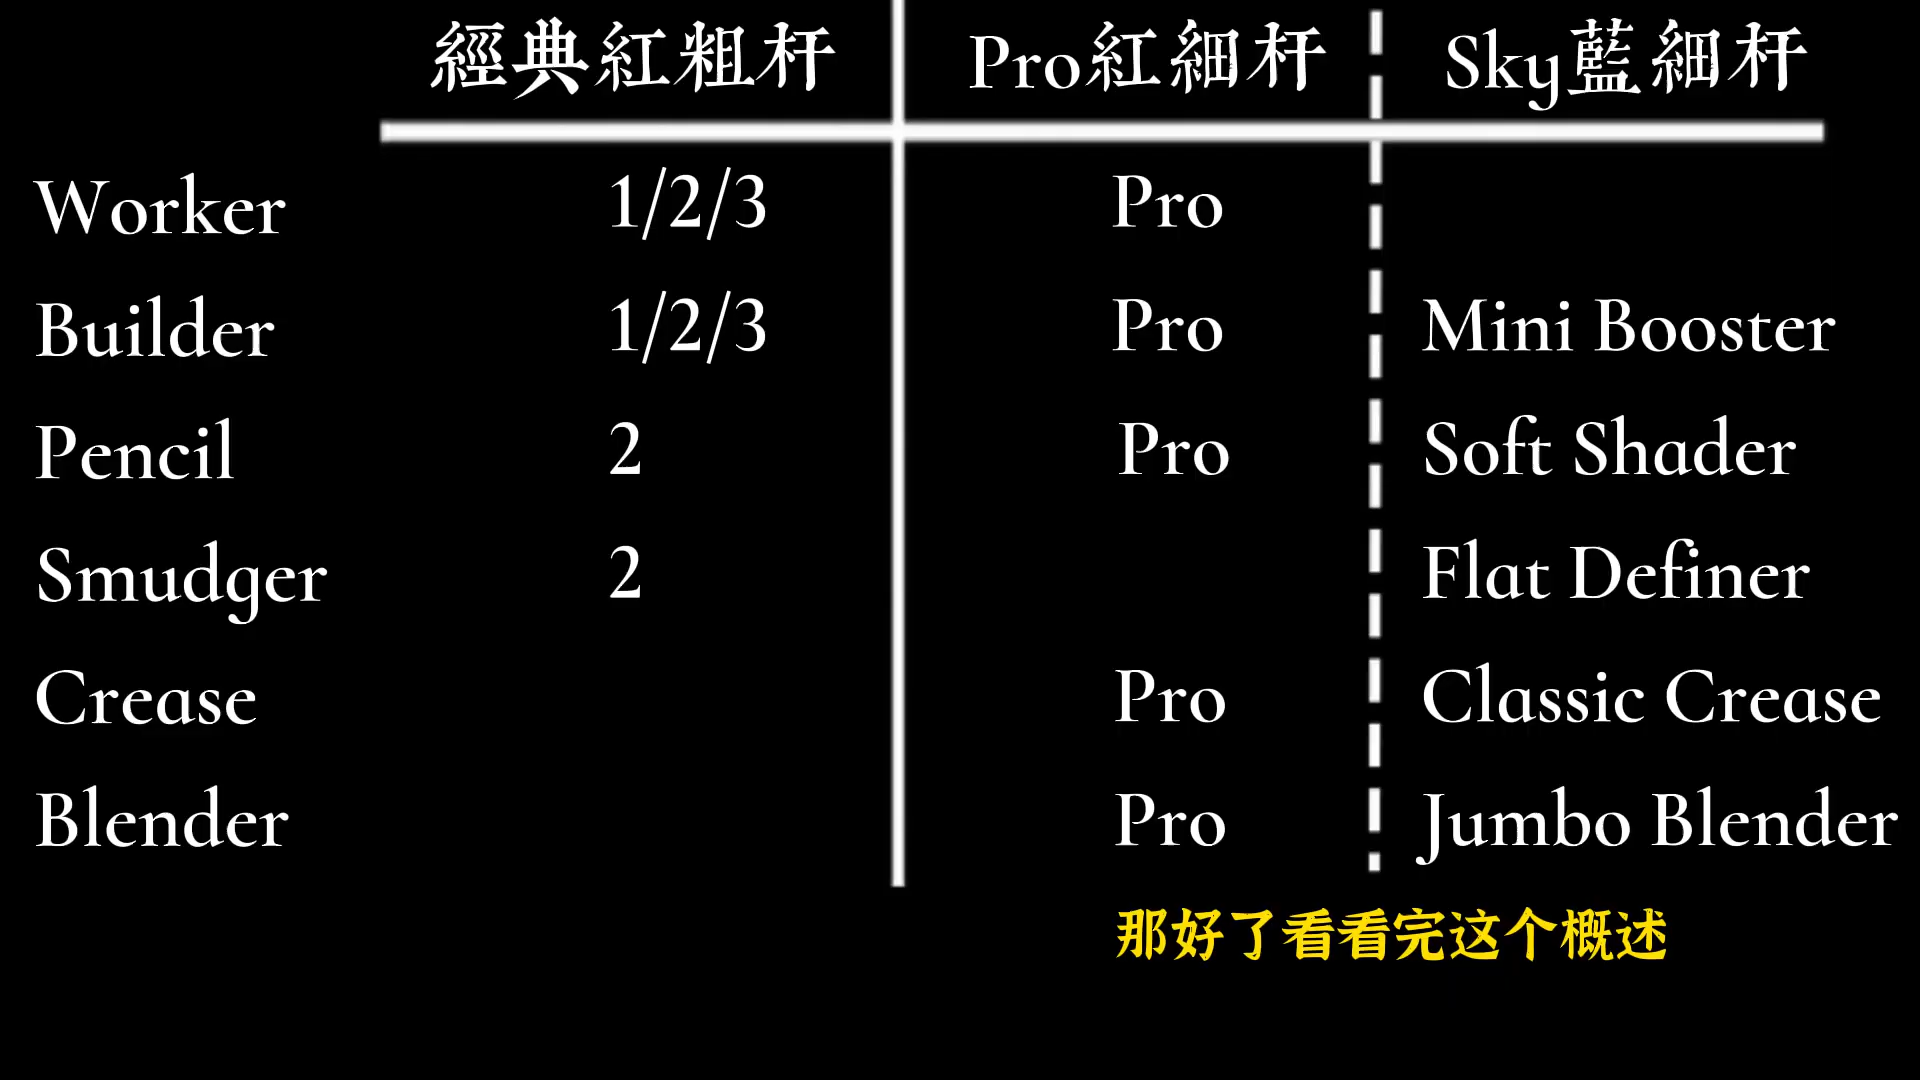 經典紅粗杆 Pro紅細杆 Sky藍細杆
Worker 1/2/3 Pro
Builder 1/2/3 Pro Mini Booster
Pencil 2 Pro Soft Shader
Smudger 2 Flat Definer
Crease Pro Classic Crease
Blender Pro Jumbo Blender
那好了看看完这个概述